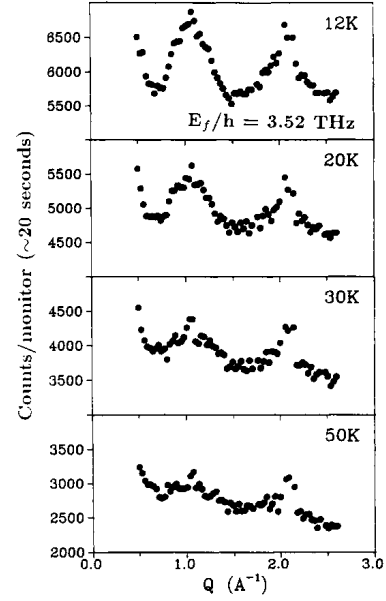 12K
6500
6000
5500
E_f/h = 3.52 THz
20K
5500
5000
4500
Counts/monitor (~20 seconds)
30K
4500
4000
3500
50K
3500
3000
2500
2000
0.0 1.0 2.0 3.0
Q (A⁻¹)